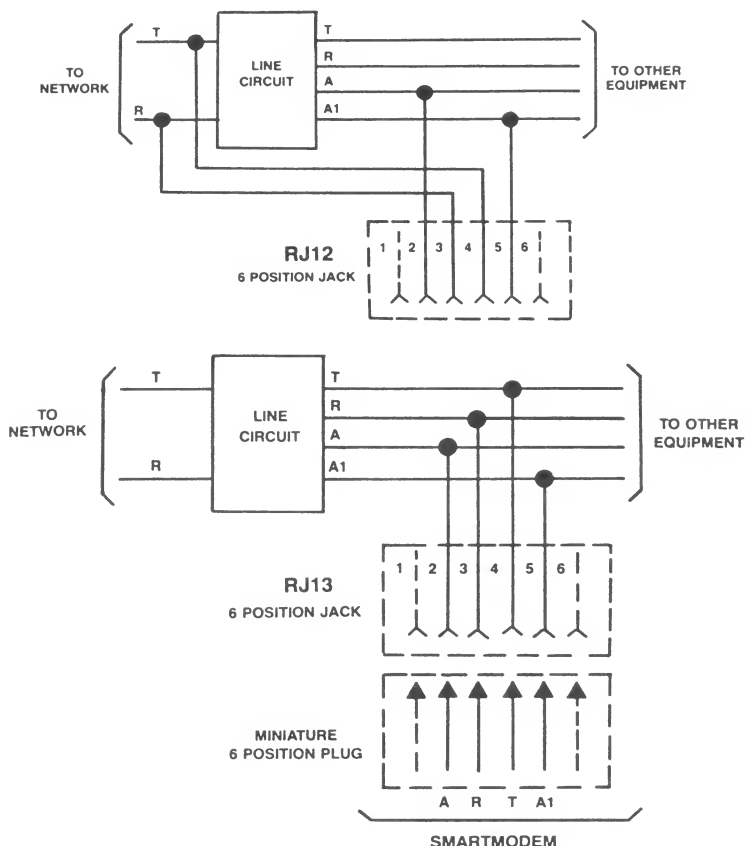 T
T
R
A
A1
R
TO
NETWORK
LINE
CIRCUIT
TO OTHER
EQUIPMENT
RJ12
6 POSITION JACK
1 2 3 4 5 6
T
T
R
A
A1
R
TO
NETWORK
LINE
CIRCUIT
TO OTHER
EQUIPMENT
RJ13
6 POSITION JACK
1 2 3 4 5 6
MINIATURE
6 POSITION PLUG
A R T A1
SMARTMODEM